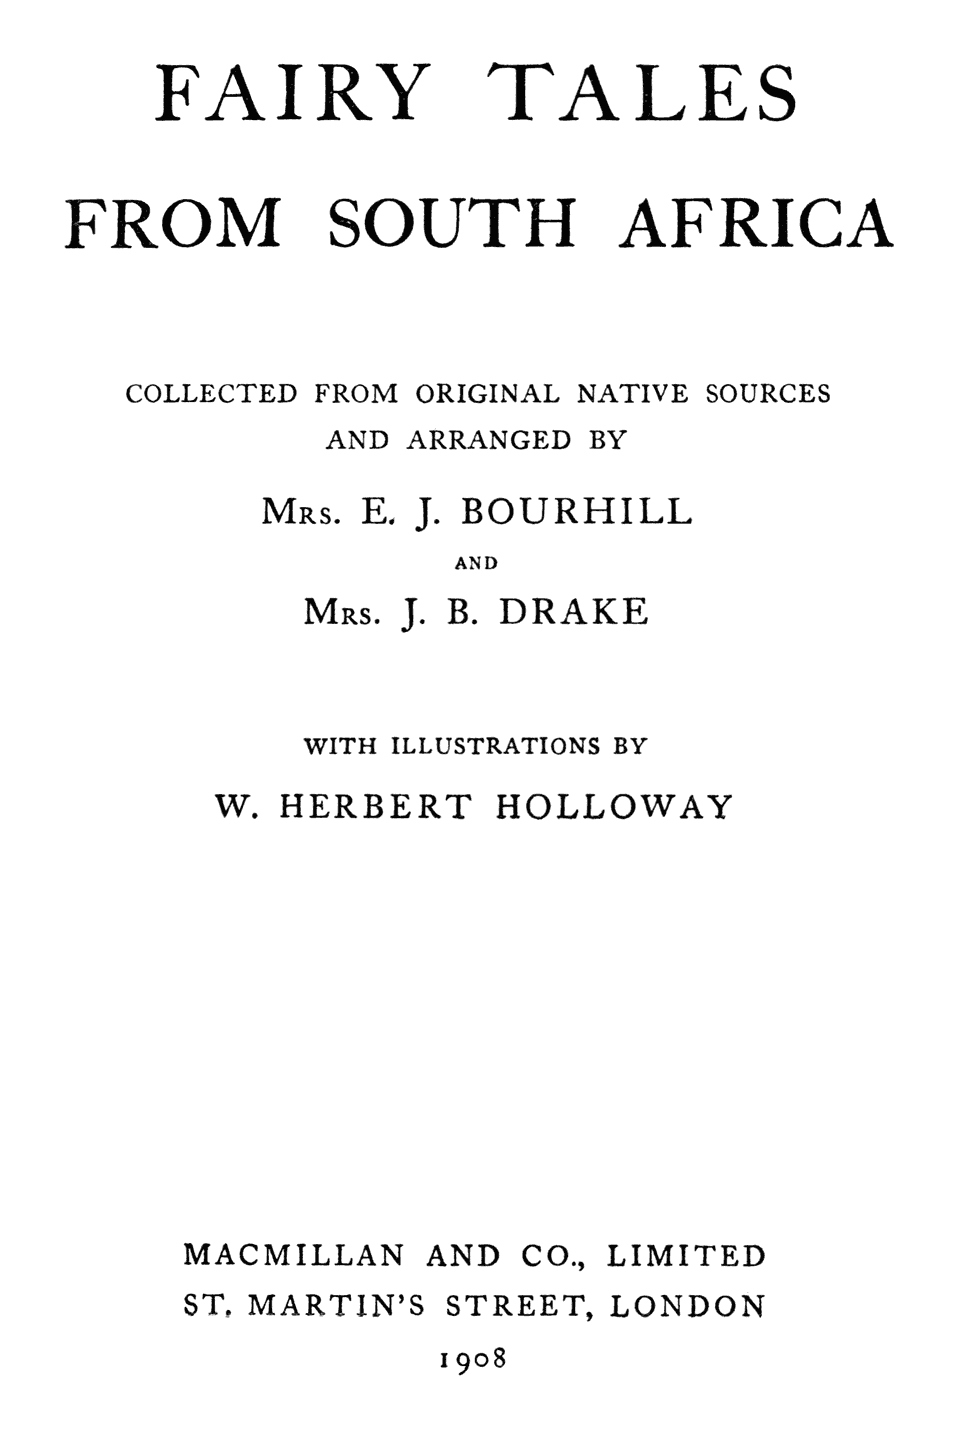 FAIRY TALES
FROM SOUTH AFRICA
COLLECTED FROM ORIGINAL NATIVE SOURCES
AND ARRANGED BY
MRS. E. J. BOURHILL
AND
MRS. J. B. DRAKE
WITH ILLUSTRATIONS BY
W. HERBERT HOLLOWAY
MACMILLAN AND CO., LIMITED
ST. MARTIN'S STREET, LONDON
1908